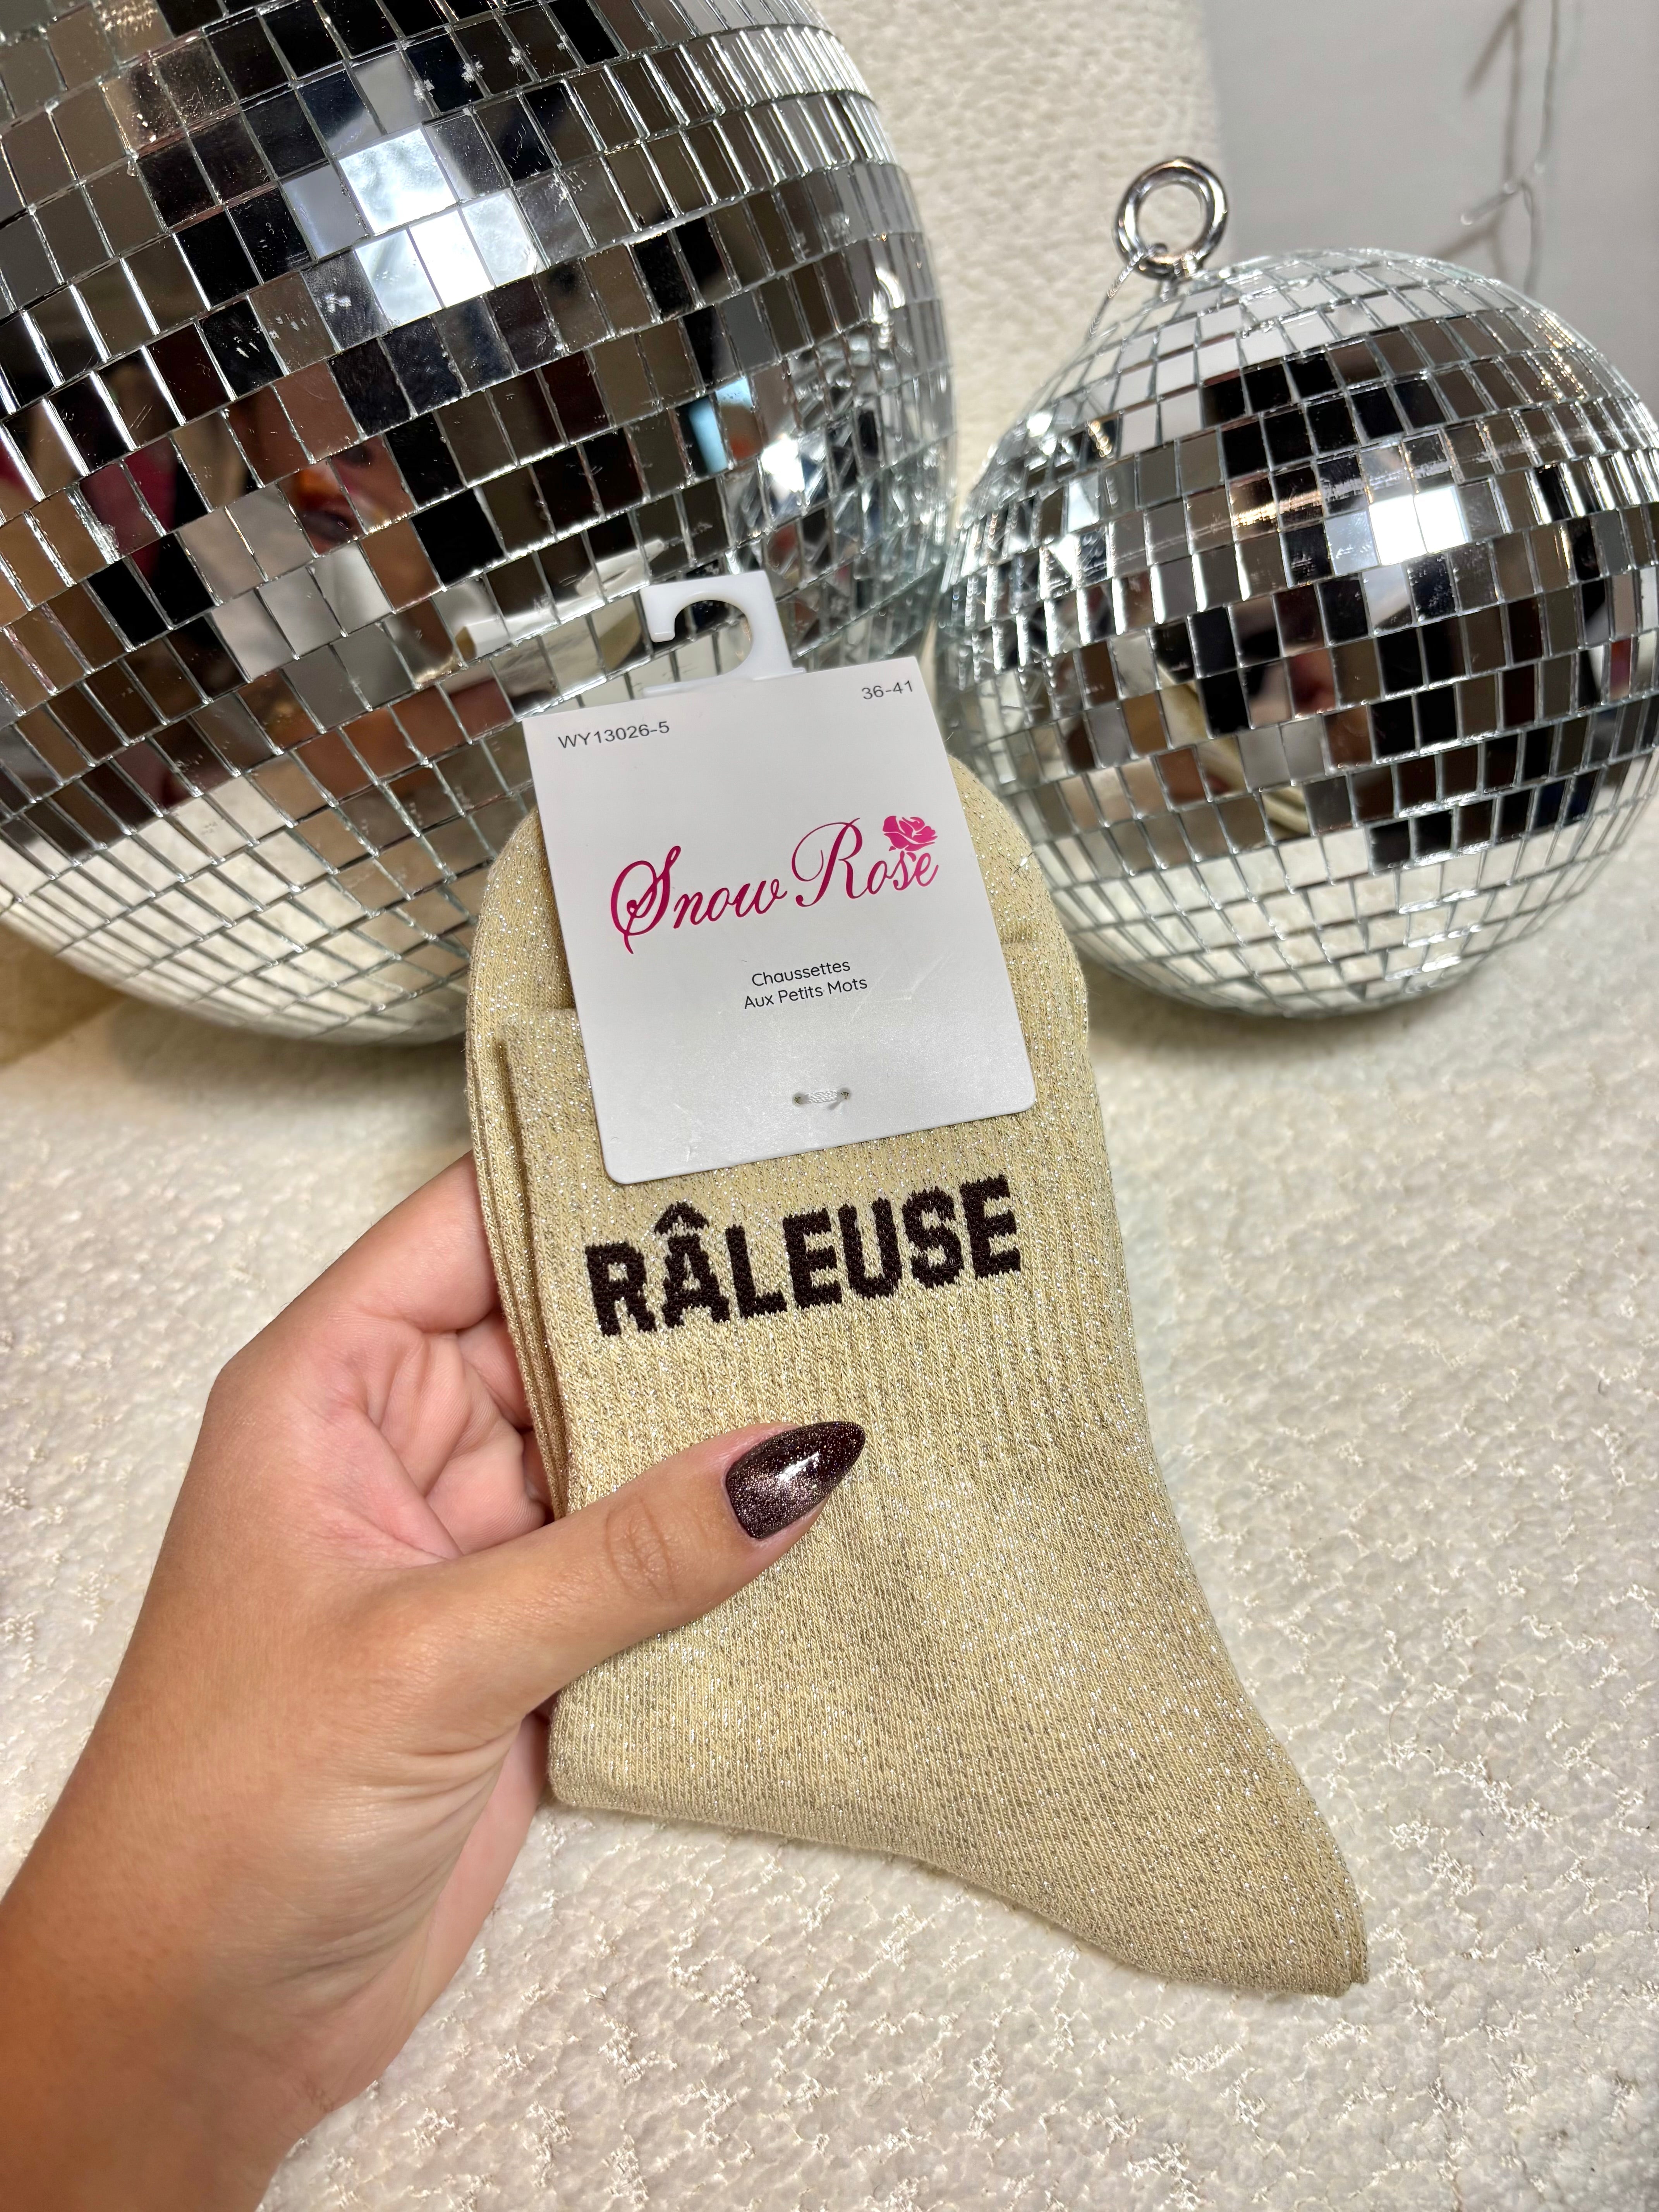 WY13026-5 36-41
Snow Rose
Chaussettes
Aux Petits Mots
RÂLEUSE